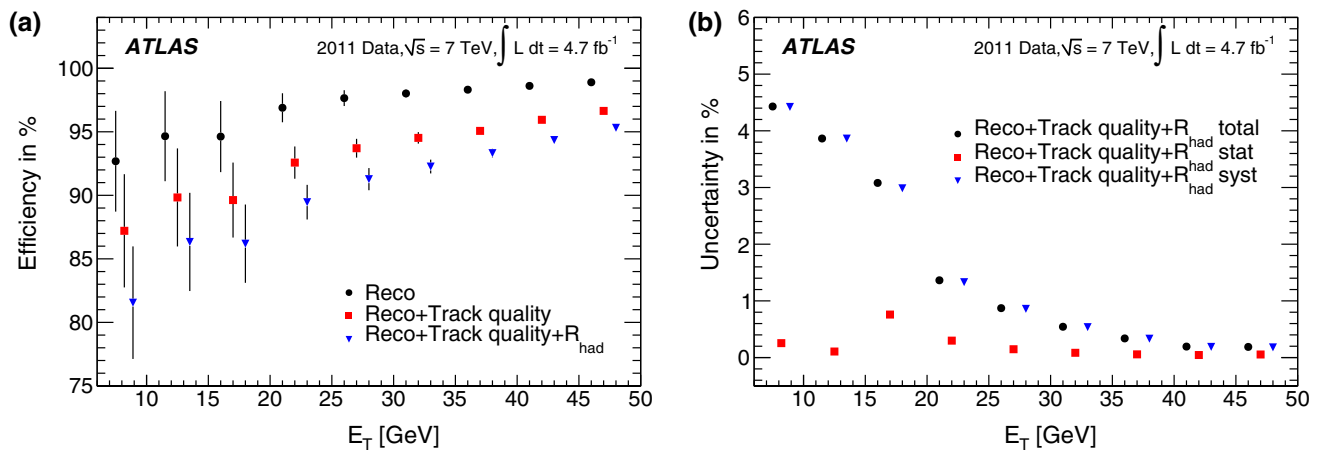 (a)
ATLAS
2011 Data,√s = 7 TeV,∫ L dt = 4.7 fb⁻¹
Efficiency in %
100
95
90
85
80
75
Reco
Reco+Track quality
Reco+Track quality+R_had
10 15 20 25 30 35 40 45 50
E_T [GeV]
(b)
ATLAS
2011 Data,√s = 7 TeV,∫ L dt = 4.7 fb⁻¹
Uncertainty in %
6
5
4
3
2
1
0
Reco+Track quality+R_had total
Reco+Track quality+R_had stat
Reco+Track quality+R_had syst
10 15 20 25 30 35 40 45 50
E_T [GeV]